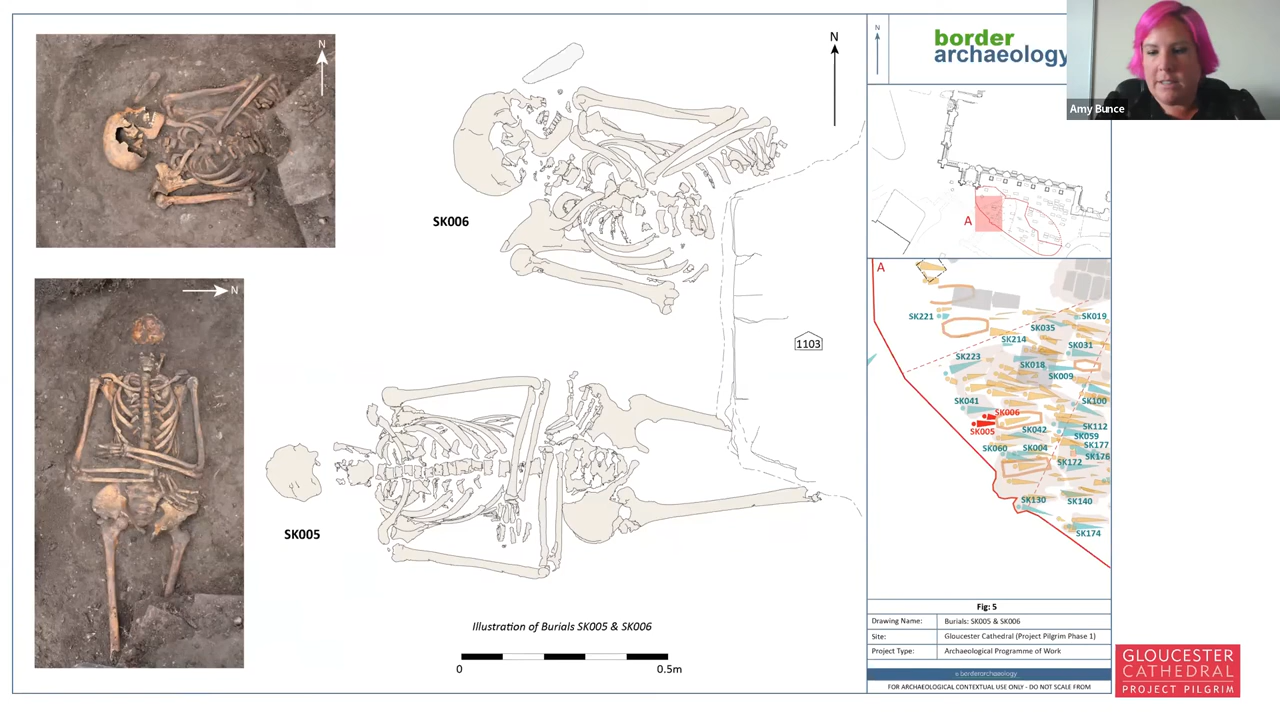 N
SK006
N
SK005
N
1103
Illustration of Burials SK005 & SK006
0
0.5m
N
border
archaeology
Amy Bunce
A
A
SK221
SK019
SK035
SK214
SK031
SK223
SK018
SK009
SK041
SK100
SK006
SK005
SK042
SK112
SK059
SK177
SK060
SK004
SK176
SK172
SK130
SK140
SK174
Fig: 5
Drawing Name: Burials: SK005 & SK006
Site: Gloucester Cathedral (Project Pilgrim Phase 1)
Project Type: Archaeological Programme of Work
borderarchaeology
FOR ARCHAEOLOGICAL CONTEXTUAL USE ONLY - DO NOT SCALE FROM
GLOUCESTER
CATHEDRAL
PROJECT PILGRIM